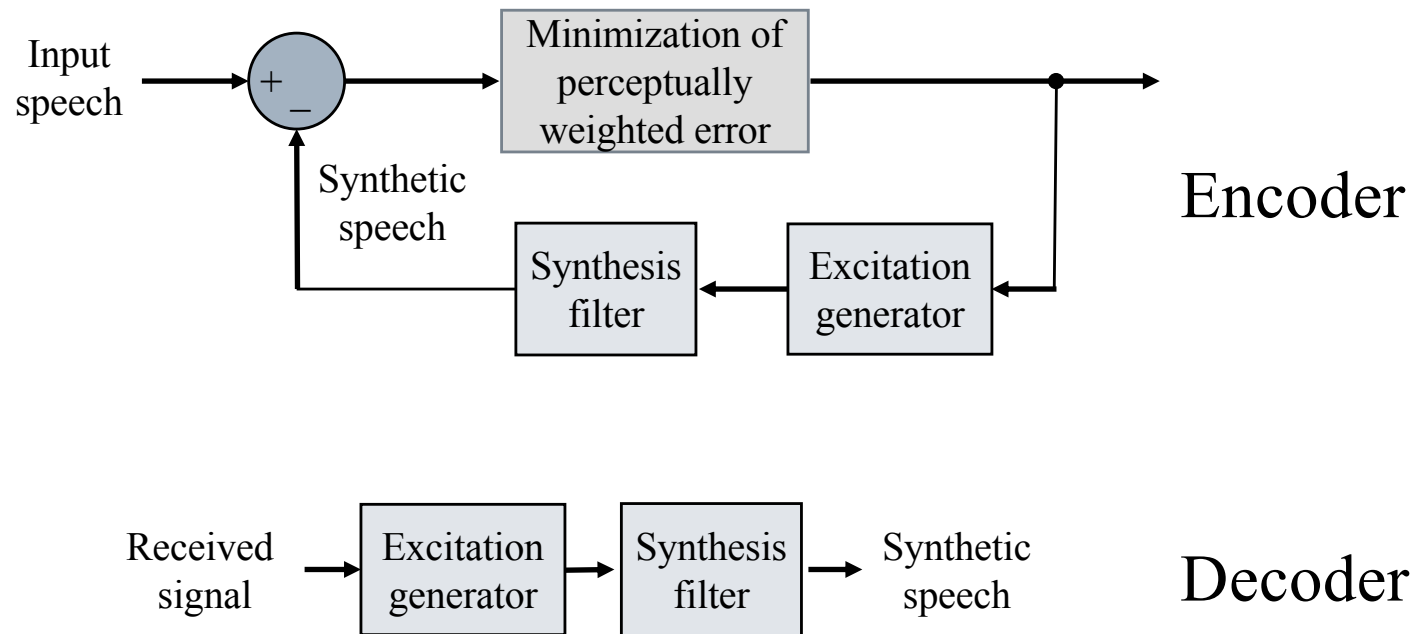 Input
speech
+
–
Minimization of
perceptually
weighted error
Synthetic
speech
Synthesis
filter
Excitation
generator
Encoder
Received
signal
Excitation
generator
Synthesis
filter
Synthetic
speech
Decoder